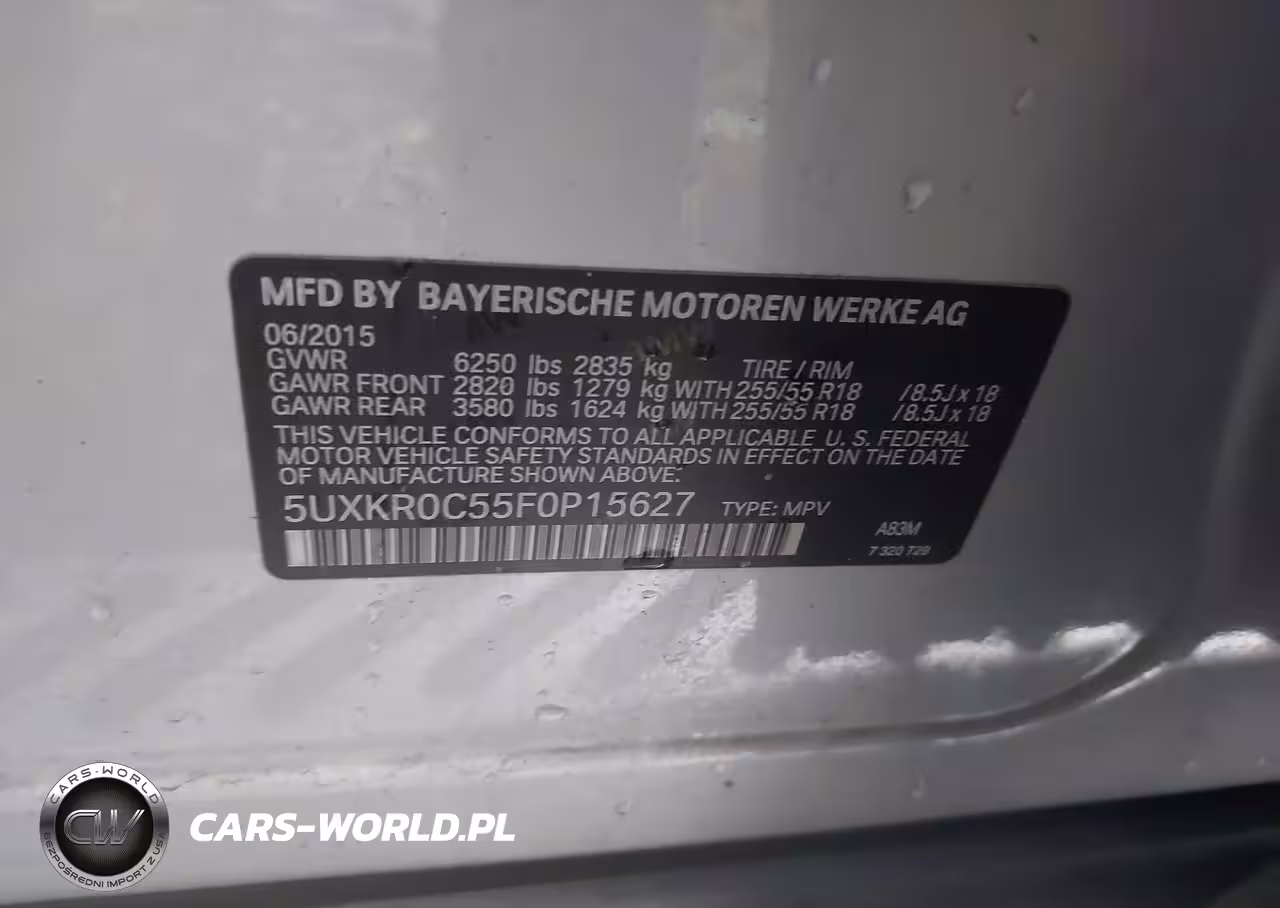 MFD BY BAYERISCHE MOTOREN WERKE AG
06/2015
GVWR 6250 lbs 2835 kg TIRE / RIM
GAWR FRONT 2820 lbs 1279 kg WITH 255/55 R18 /8.5J x 18
GAWR REAR 3580 lbs 1624 kg WITH 255/55 R18 /8.5J x 18
THIS VEHICLE CONFORMS TO ALL APPLICABLE U. S. FEDERAL
MOTOR VEHICLE SAFETY STANDARDS IN EFFECT ON THE DATE
OF MANUFACTURE SHOWN ABOVE:
5UXKR0C55F0P15627 TYPE: MPV
A83M
7 320 729
CARS-WORLD
CW
BEZPOŚREDNI IMPORT Z USA
CARS-WORLD.PL